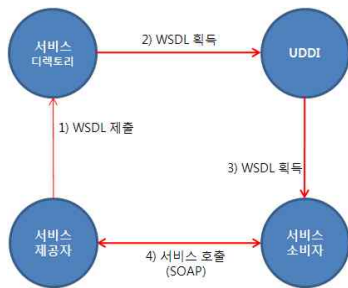 서비스
디렉토리
2) WSDL 획득
UDDI
1) WSDL 제출
3) WSDL 획득
서비스
제공자
4) 서비스 호출
(SOAP)
서비스
소비자